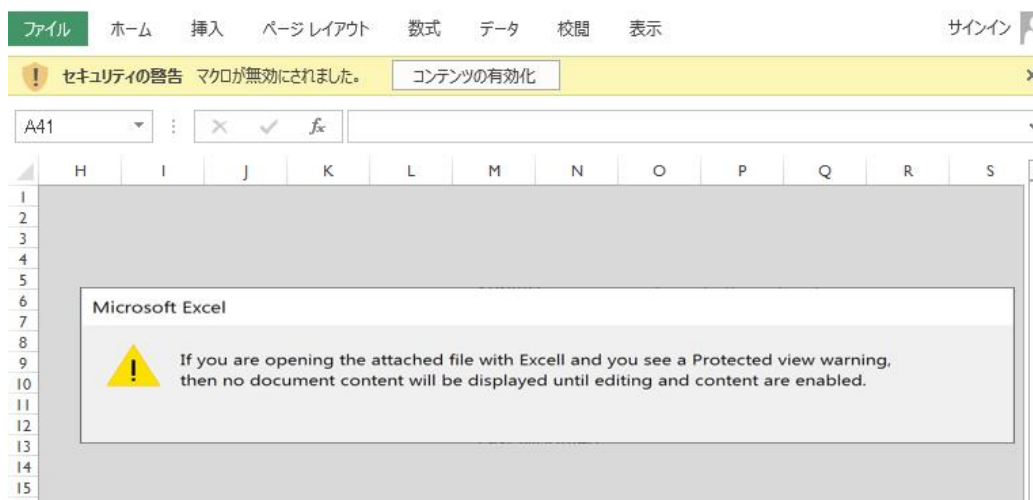 ファイル ホーム 挿入 ページ レイアウト 数式 データ 校閲 表示 サインイン
セキュリティの警告 マクロが無効にされました。 コンテンツの有効化
A41 fx
H I J K L M N O P Q R S
1
2
3
4
5
6
7
8
9
10
11
12
13
14
15
Microsoft Excel
If you are opening the attached file with Excell and you see a Protected view warning,
then no document content will be displayed until editing and content are enabled.